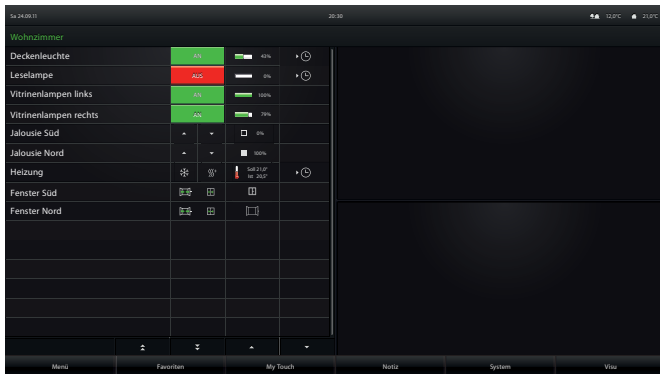 Sa 24.09.11 20:30 12,0°C 21,0°C
Wohnzimmer
Deckenleuchte AN 43%
Leselampe AUS 0%
Vitrinenlampen links AN 100%
Vitrinenlampen rechts AN 79%
Jalousie Süd 0%
Jalousie Nord 100%
Heizung Soll 21,0°
Ist 20,5°
Fenster Süd
Fenster Nord
Menü Favoriten My Touch Notiz System Visu